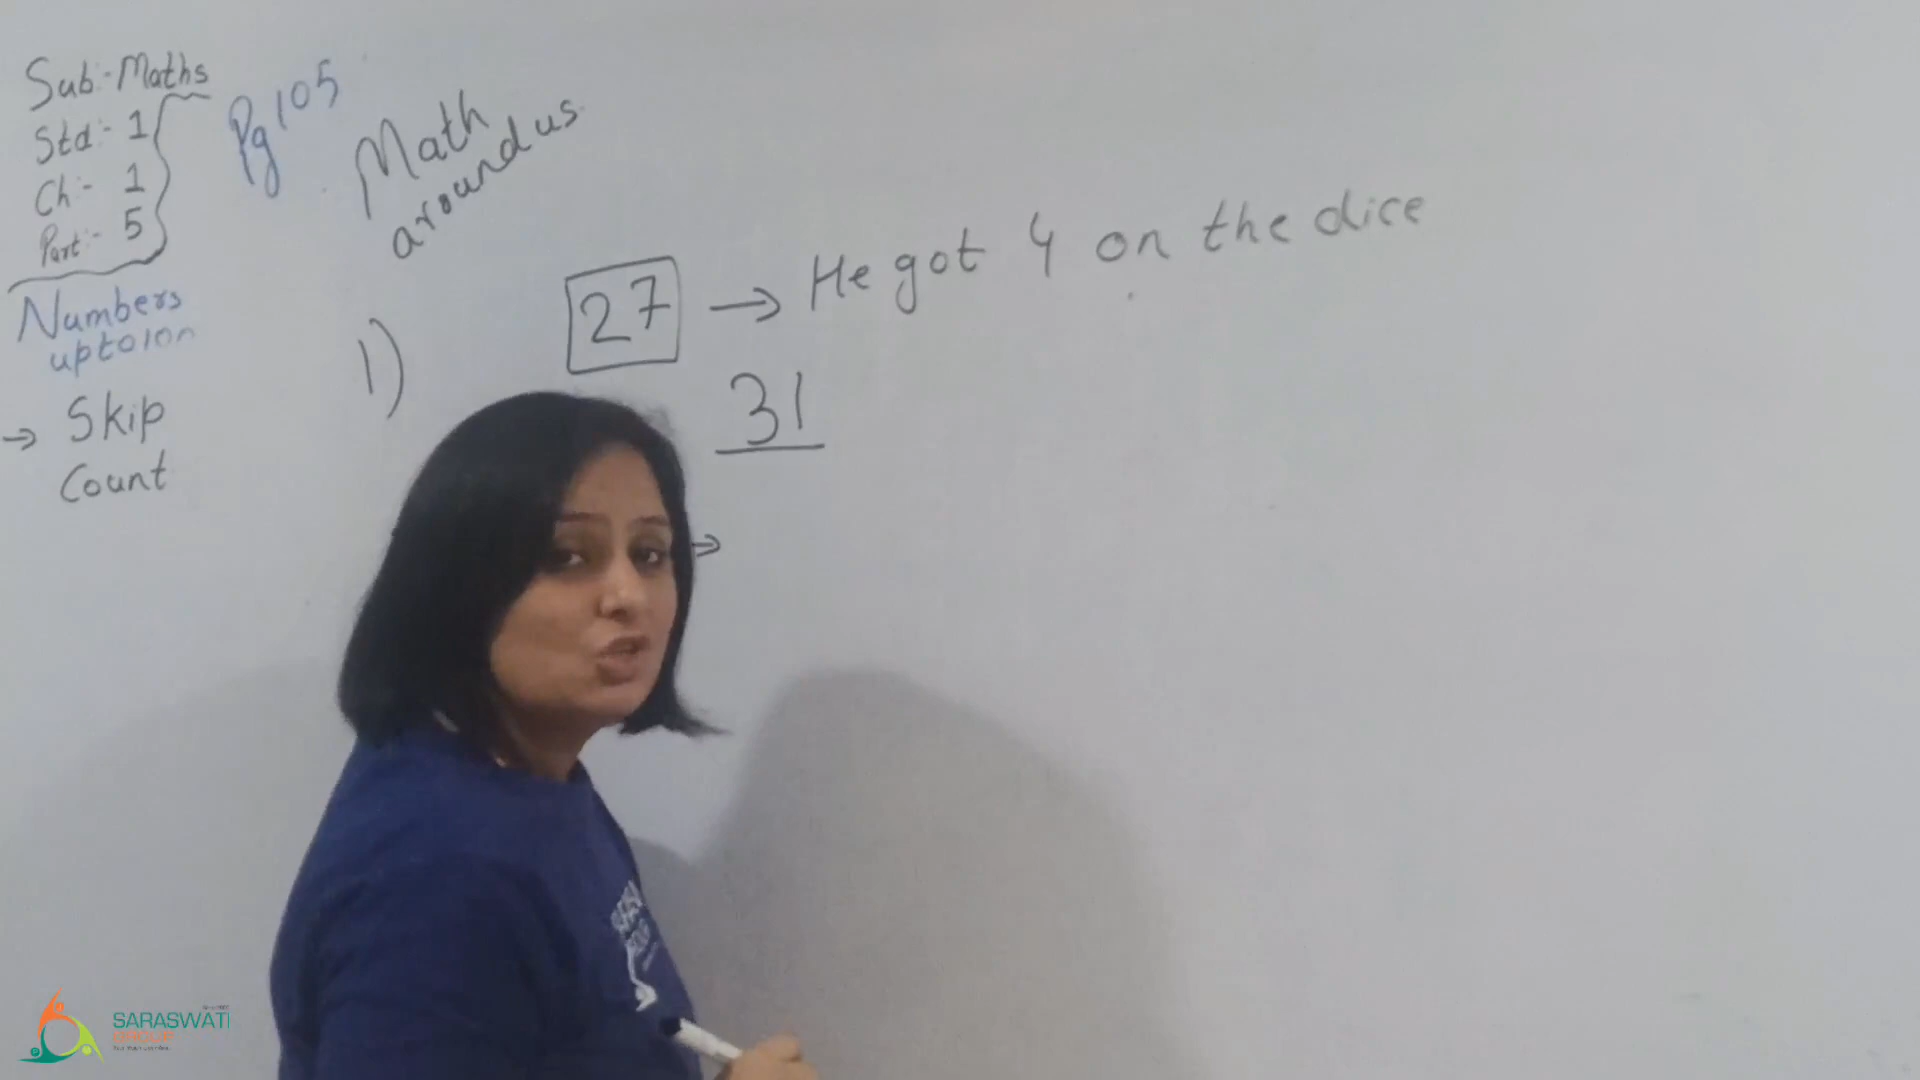 Sub:- Maths
Std:- 1
Ch:- 1
Part:- 5
Numbers
upto 100
→ Skip
Count
Pg 105
Math
around us
1)
27 → He got 4 on the dice
31
→
SARASWATI
GROUP